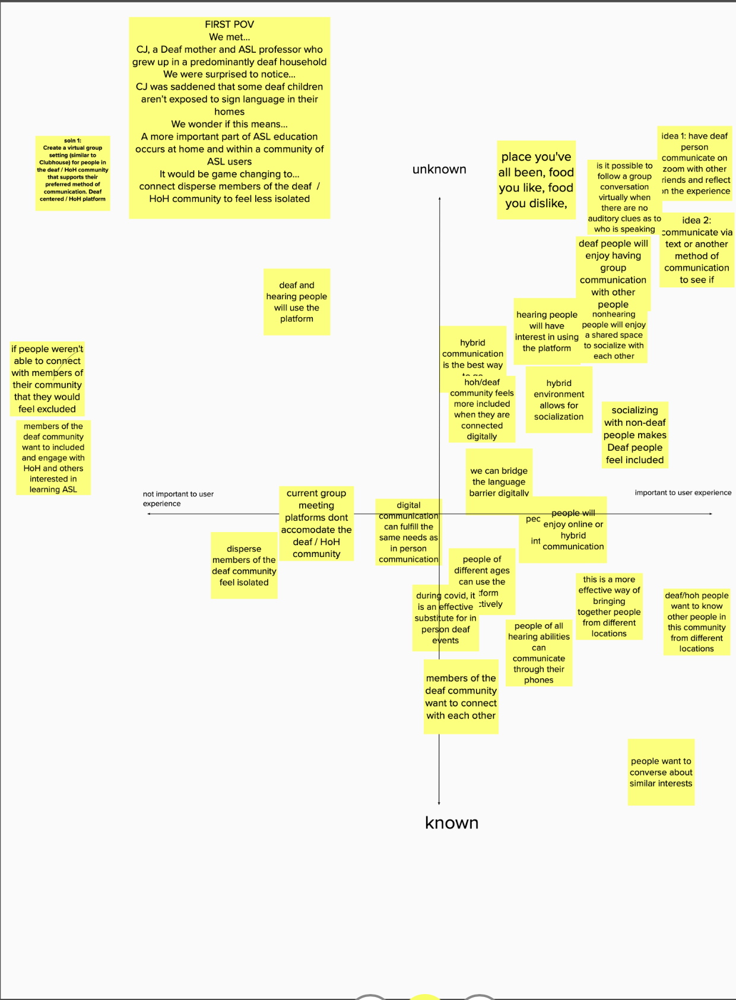 FIRST POV
We met...
CJ, a Deaf mother and ASL professor who
grew up in a predominantly deaf household
We were surprised to notice...
CJ was saddened that some deaf children
aren't exposed to sign language in their
homes
We wonder if this means...
A more important part of ASL education
occurs at home and within a community of
ASL users
It would be game changing to...
connect disperse members of the deaf /
HoH community to feel less isolated
soln 1:
Create a virtual group
setting (similar to
Clubhouse) for people in
the deaf / HoH community
that supports their
preferred method of
communication. Deaf
centered / HoH platform
unknown
place you've
all been, food
you like, food
you dislike,
idea 1: have deaf
person
communicate on
zoom with other
riends and reflect
on the experience
is it possible to
follow a group
conversation
virtually when
there are no
auditory clues as to
who is speaking
idea 2:
communicate via
text or another
method of
communication
to see if
deaf people will
enjoy having
group
communication
with other
people
deaf and
hearing people
will use the
platform
hearing people
will have
interest in using
the platform
nonhearing
people will enjoy
a shared space
to socialize with
each other
hybrid
communication
is the best way
if people weren't
able to connect
with members of
their community
that they would
feel excluded
hoh/deaf
community feels
more included
when they are
connected
digitally
hybrid
environment
allows for
socialization
socializing
with non-deaf
people makes
Deaf people
feel included
members of the
deaf community
want to included
and engage with
HoH and others
interested in
learning ASL
we can bridge
the language
barrier digitally
not important to user
experience
important to user experience
current group
meeting
platforms dont
accomodate the
deaf / HoH
community
digital
communication
can fulfill the
same needs as
in person
communication
pec
int
people will
enjoy online or
hybrid
communication
disperse
members of the
deaf community
feel isolated
people of
different ages
can use the
tform
ctively
during covid, it
is an effective
substitute for in
person deaf
events
this is a more
effective way of
bringing
together people
from different
locations
deaf/hoh people
want to know
other people in
this community
from different
locations
people of all
hearing abilities
can
communicate
through their
phones
members of the
deaf community
want to connect
with each other
people want to
converse about
similar interests
known